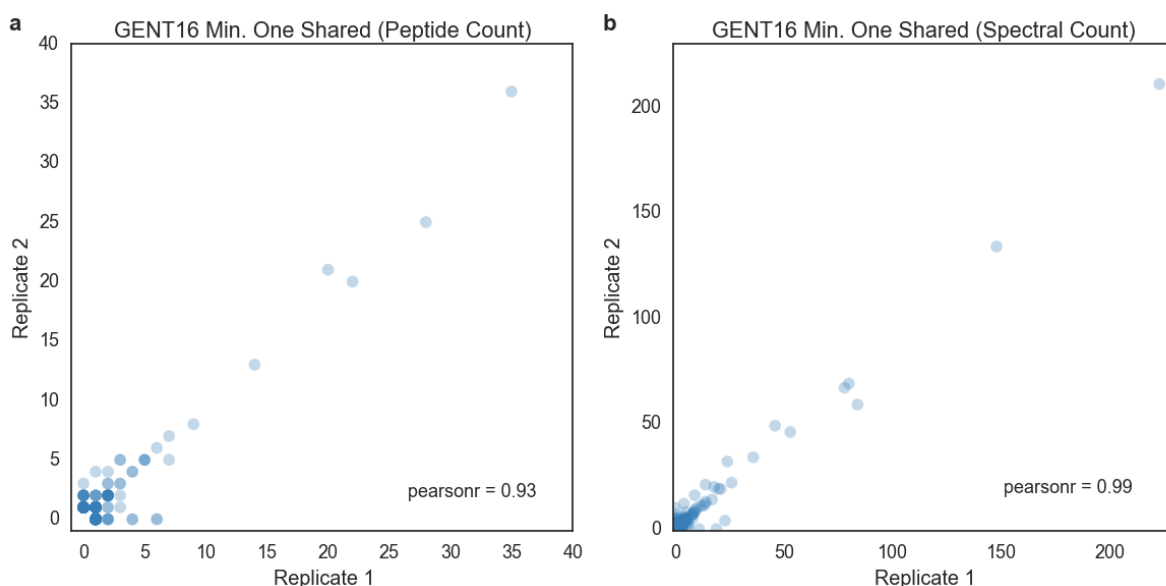 a
GENT16 Min. One Shared (Peptide Count)
40
35
30
25
20
15
10
5
0
Replicate 2
pearsonr = 0.93
0 5 10 15 20 25 30 35 40
Replicate 1
b
GENT16 Min. One Shared (Spectral Count)
200
150
100
50
0
Replicate 2
pearsonr = 0.99
0 50 100 150 200
Replicate 1